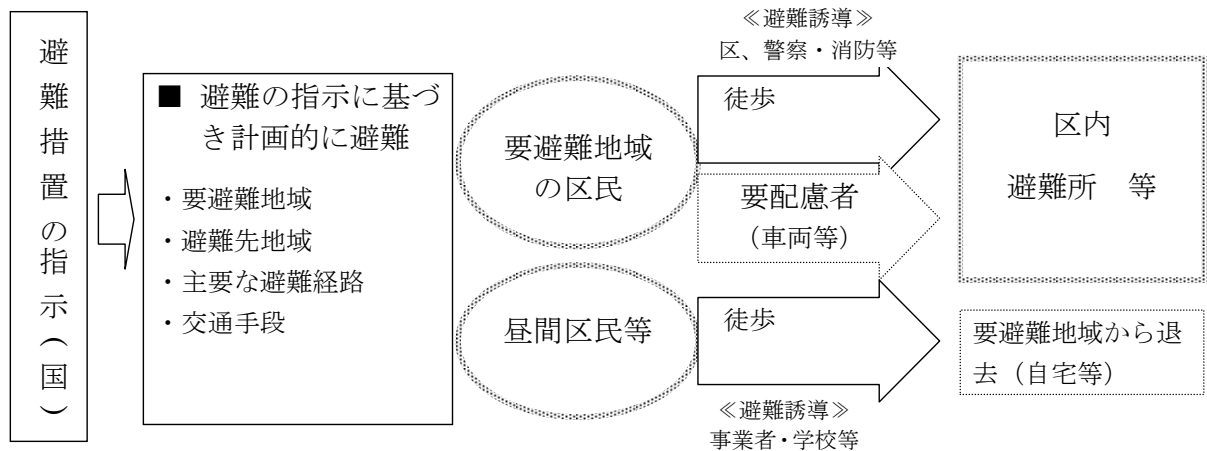 避難措置の指示（国）
■ 避難の指示に基づ
き計画的に避難
・要避難地域
・避難先地域
・主要な避難経路
・交通手段
要避難地域
の区民
昼間区民等
≪避難誘導≫
区、警察・消防等
徒歩
要配慮者
（車両等）
徒歩
≪避難誘導≫
事業者・学校等
区内
避難所　等
要避難地域から退
去（自宅等）